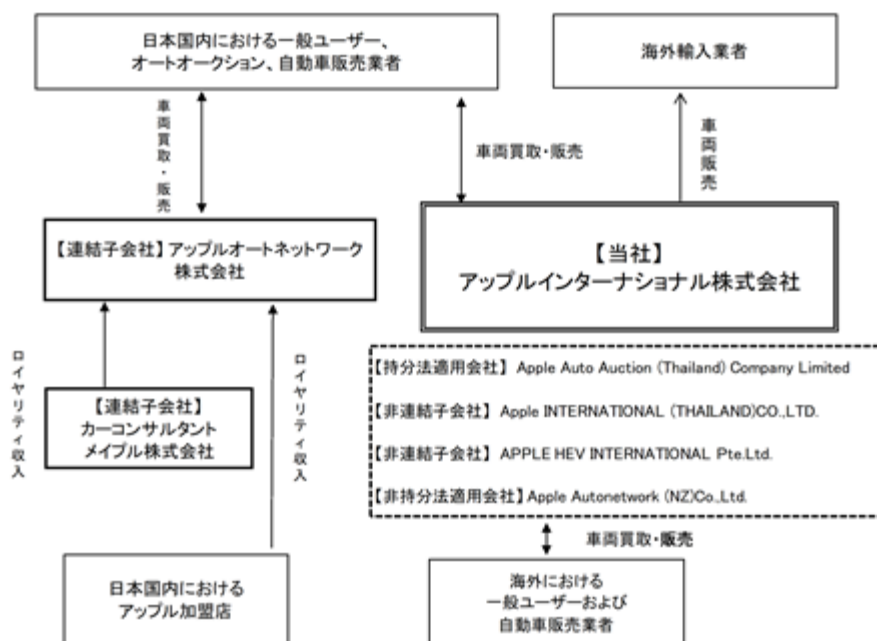 日本国内における一般ユーザー、
オートオークション、自動車販売業者
海外輸入業者
車両買取・販売
車両買取・販売
車両販売
【連結子会社】アップルオートネットワーク
株式会社
【当社】
アップルインターナショナル株式会社
ロイヤリティ収入
ロイヤリティ収入
【連結子会社】
カーコンサルタント
メイプル株式会社
【持分法適用会社】 Apple Auto Auction (Thailand) Company Limited
【非連結子会社】 Apple INTERNATIONAL (THAILAND)CO.,LTD.
【非連結子会社】 APPLE HEV INTERNATIONAL Pte.Ltd.
【非持分法適用会社】Apple Autonetwork (NZ)Co.,Ltd.
車両買取・販売
日本国内における
アップル加盟店
海外における
一般ユーザーおよび
自動車販売業者